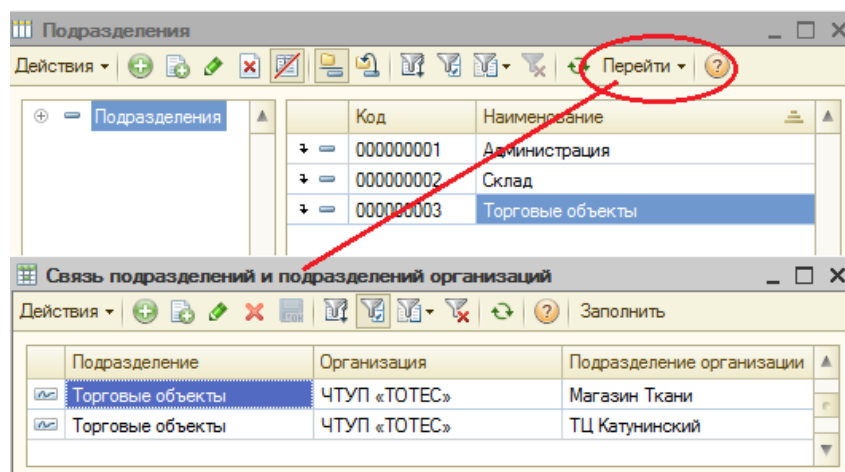 Подразделения
Действия Перейти
Подразделения
Код Наименование
000000001 Администрация
000000002 Склад
000000003 Торговые объекты
Связь подразделений и подразделений организаций
Действия Заполнить
Подразделение Организация Подразделение организации
Торговые объекты ЧТУП «ТОТЕС» Магазин Ткани
Торговые объекты ЧТУП «ТОТЕС» ТЦ Катунинский